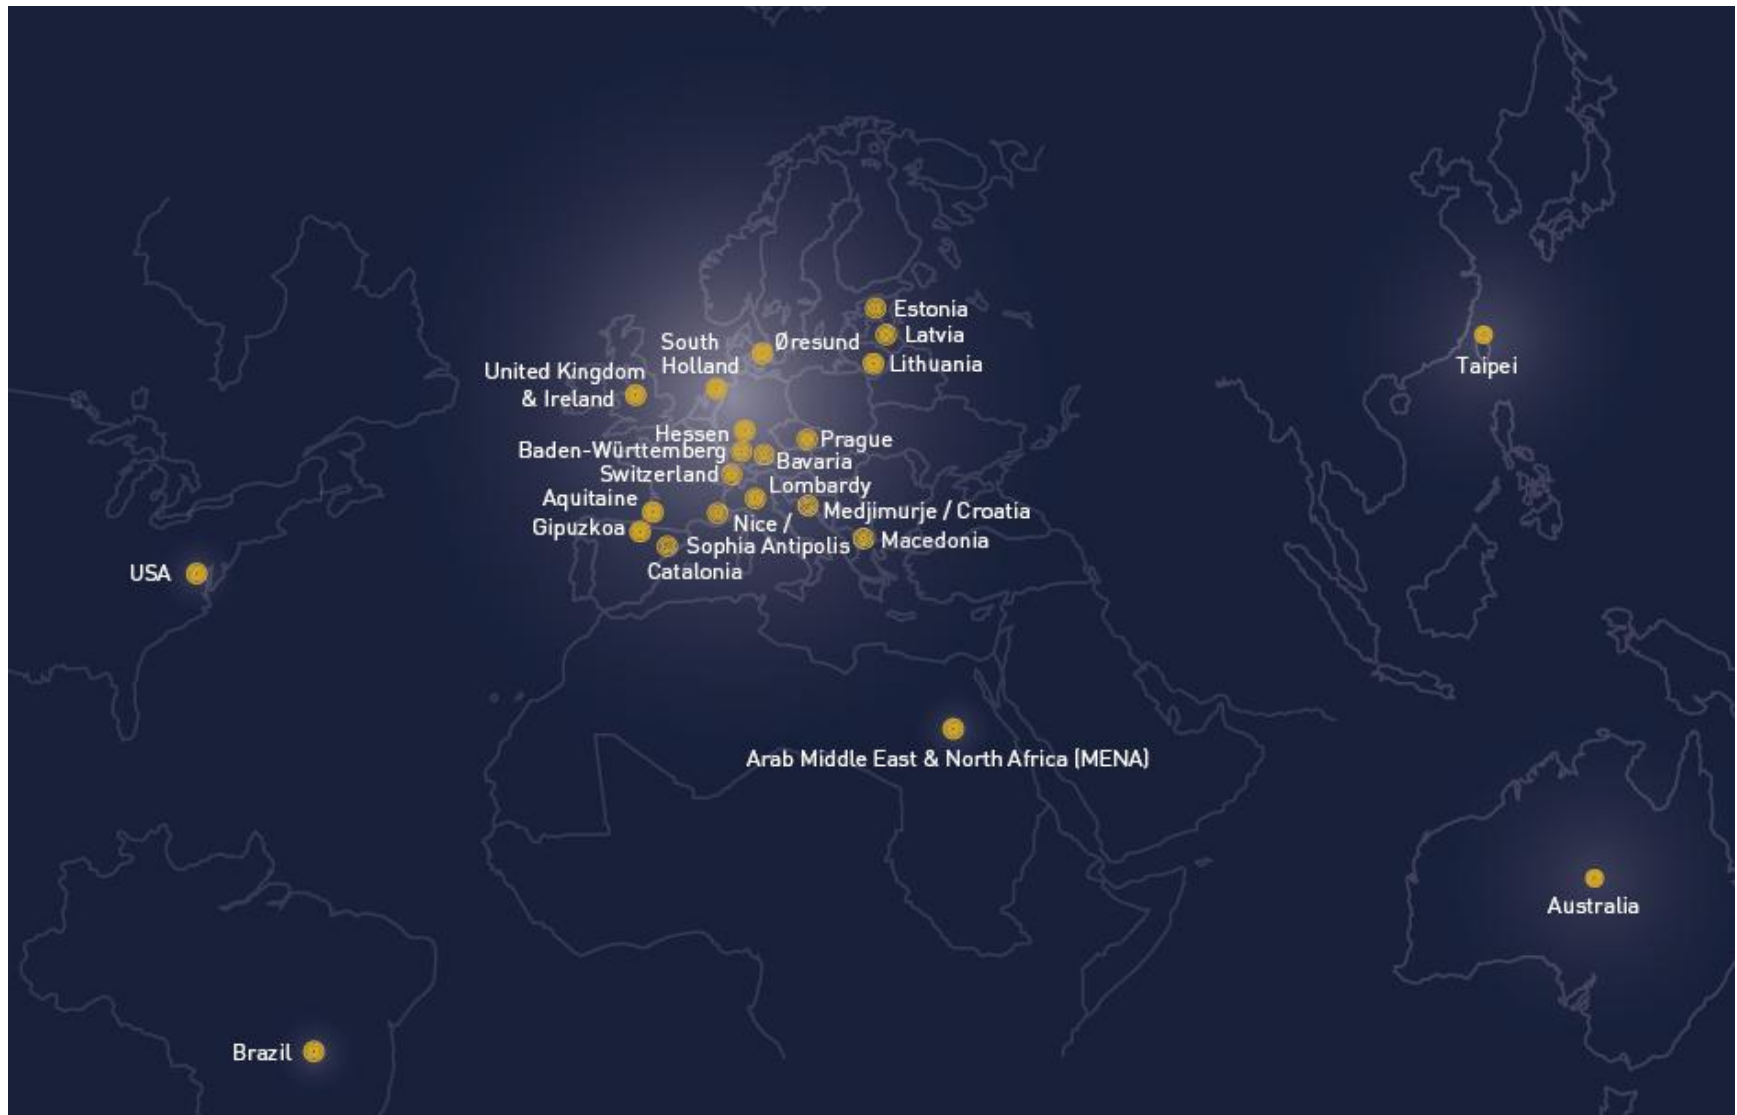 Estonia
Latvia
Lithuania
Øresund
South
Holland
United Kingdom
& Ireland
Hessen
Baden-Württemberg
Switzerland
Prague
Bavaria
Lombardy
Aquitaine
Gipuzkoa
Medjimurje / Croatia
Nice /
Sophia Antipolis
Macedonia
Catalonia
Taipei
USA
Arab Middle East & North Africa (MENA)
Australia
Brazil